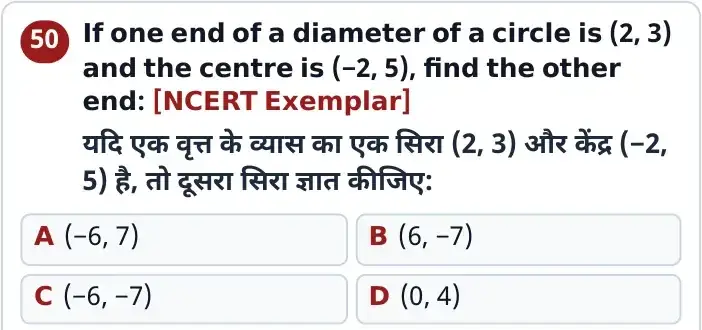 50 If one end of a diameter of a circle is (2, 3)
and the centre is (−2, 5), find the other
end: [NCERT Exemplar]
यदि एक वृत्त के व्यास का एक सिरा (2, 3) और केंद्र (−2,
5) है, तो दूसरा सिरा ज्ञात कीजिए:
A (−6, 7)
B (6, −7)
C (−6, −7)
D (0, 4)